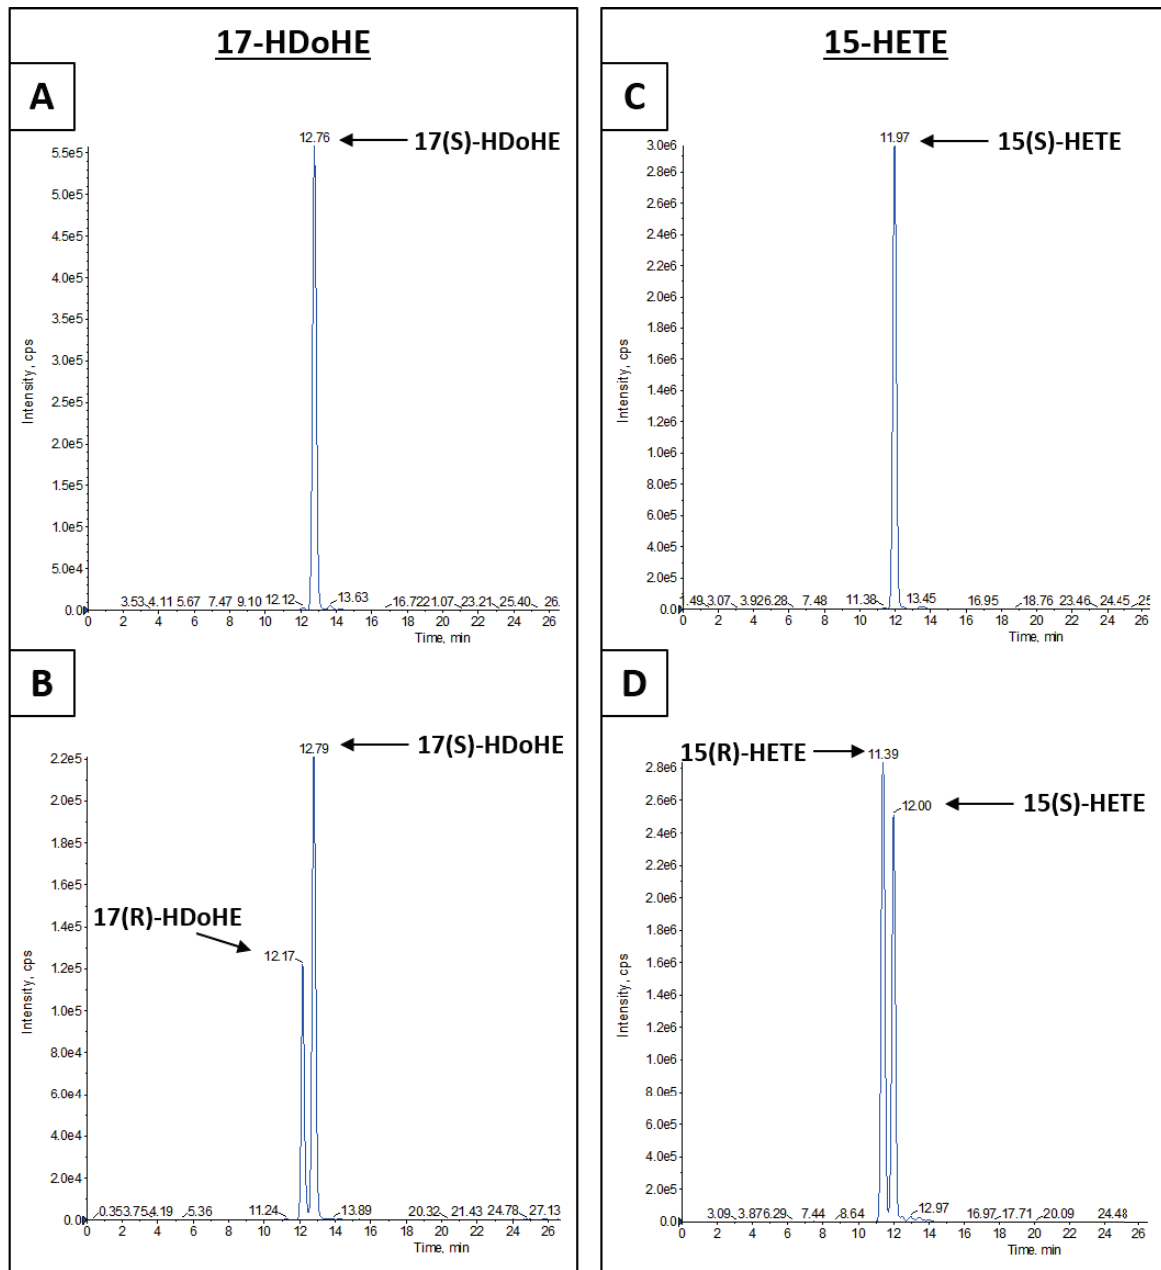 17-HDoHE
A
12.76
17(S)-HDoHE
5.5e5
5.0e5
4.5e5
4.0e5
3.5e5
3.0e5
2.5e5
2.0e5
1.5e5
1.0e5
5.0e4
0.0
Intensity, cps
3.53 4.11 5.67 7.47 9.10 12.12 13.63 16.72 21.07 23.21 25.40 26.
0 2 4 6 8 10 12 14 16 18 20 22 24 26
Time, min
B
12.79
17(S)-HDoHE
17(R)-HDoHE
12.17
2.2e5
2.0e5
1.8e5
1.6e5
1.4e5
1.2e5
1.0e5
8.0e4
6.0e4
4.0e4
2.0e4
0.0
Intensity, cps
0.35 3.75 4.19 5.36 11.24 13.89 20.32 21.43 24.78 27.13
0 2 4 6 8 10 12 14 16 18 20 22 24 26
Time, min
15-HETE
C
11.97
15(S)-HETE
3.0e6
2.8e6
2.6e6
2.4e6
2.2e6
2.0e6
1.8e6
1.6e6
1.4e6
1.2e6
1.0e6
8.0e5
6.0e5
4.0e5
2.0e5
0.0
Intensity, cps
.49 3.07 3.92 6.28 7.48 11.38 13.45 16.95 18.76 23.46 24.45 25
0 2 4 6 8 10 12 14 16 18 20 22 24 26
Time, min
D
15(R)-HETE
11.39
12.00
15(S)-HETE
2.8e6
2.6e6
2.4e6
2.2e6
2.0e6
1.8e6
1.6e6
1.4e6
1.2e6
1.0e6
8.0e5
6.0e5
4.0e5
2.0e5
0.0
Intensity, cps
3.09 3.87 6.29 7.44 8.64 12.97 16.97 17.71 20.09 24.48
0 2 4 6 8 10 12 14 16 18 20 22 24 26
Time, min